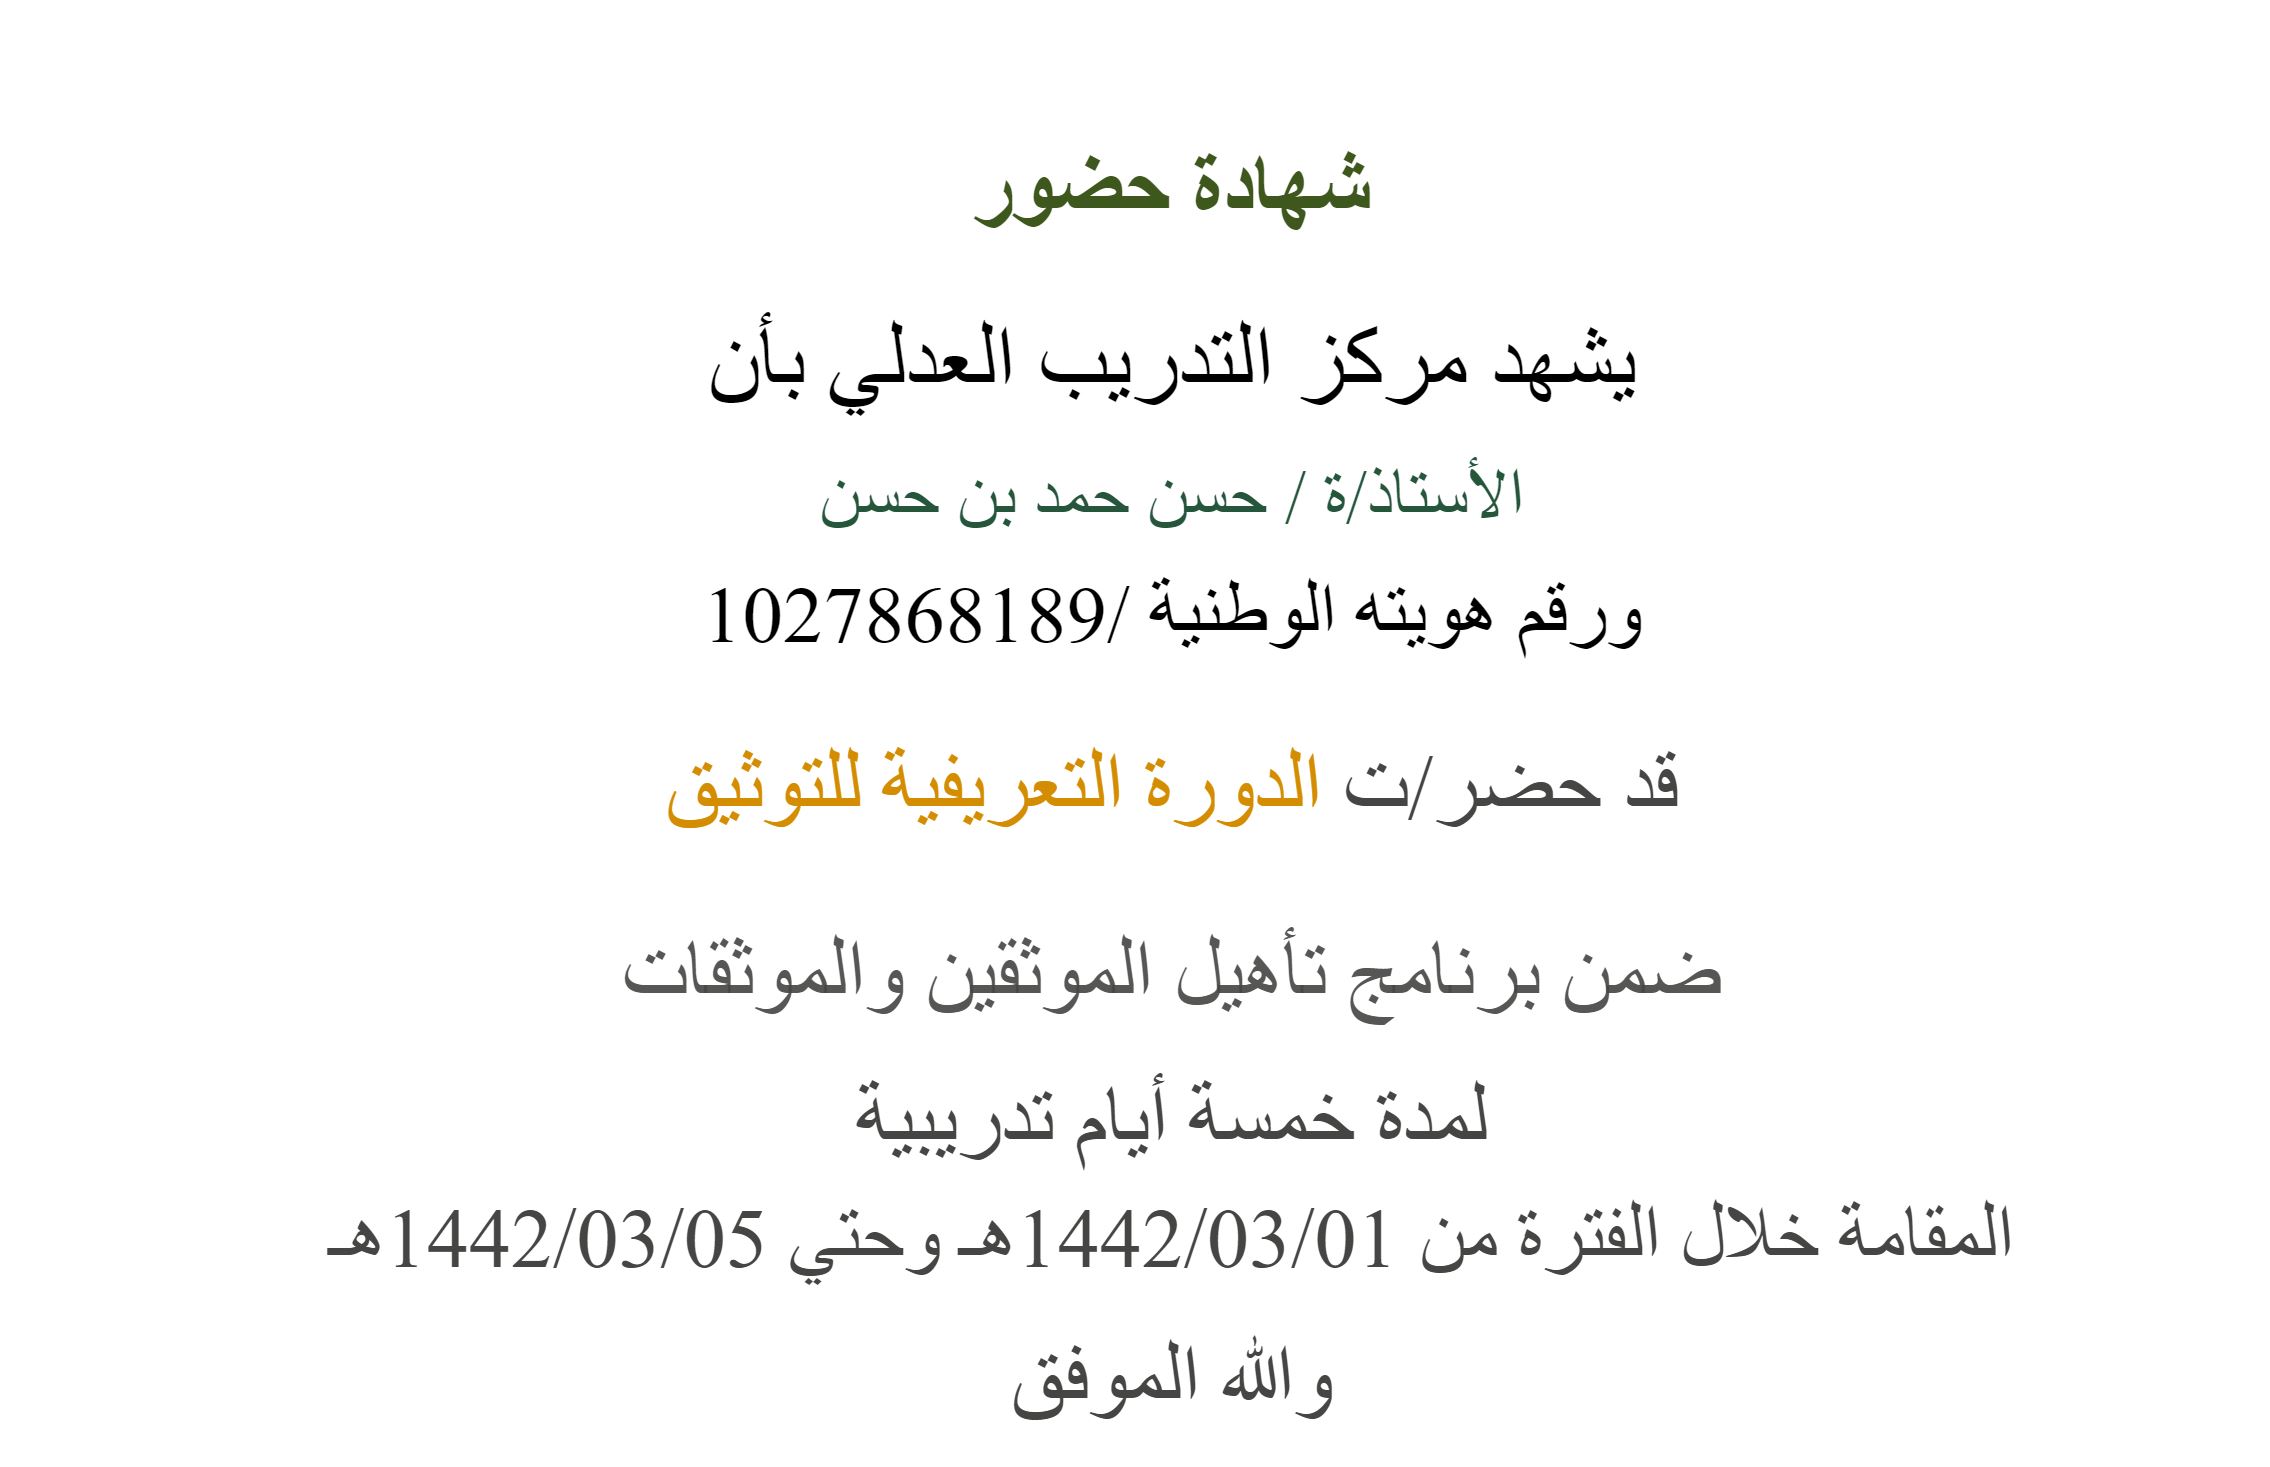 شهادة حضور
يشهد مركز التدريب العدلي بأن
الأستاذ/ة / حسن حمد بن حسن
ورقم هويته الوطنية /1027868189
قد حضر/ت الدورة التعريفية للتوثيق
ضمن برنامج تأهيل الموثقين والموثقات
لمدة خمسة أيام تدريبية
المقامة خلال الفترة من 1442/03/01هـ وحتي 1442/03/05هـ
والله الموفق